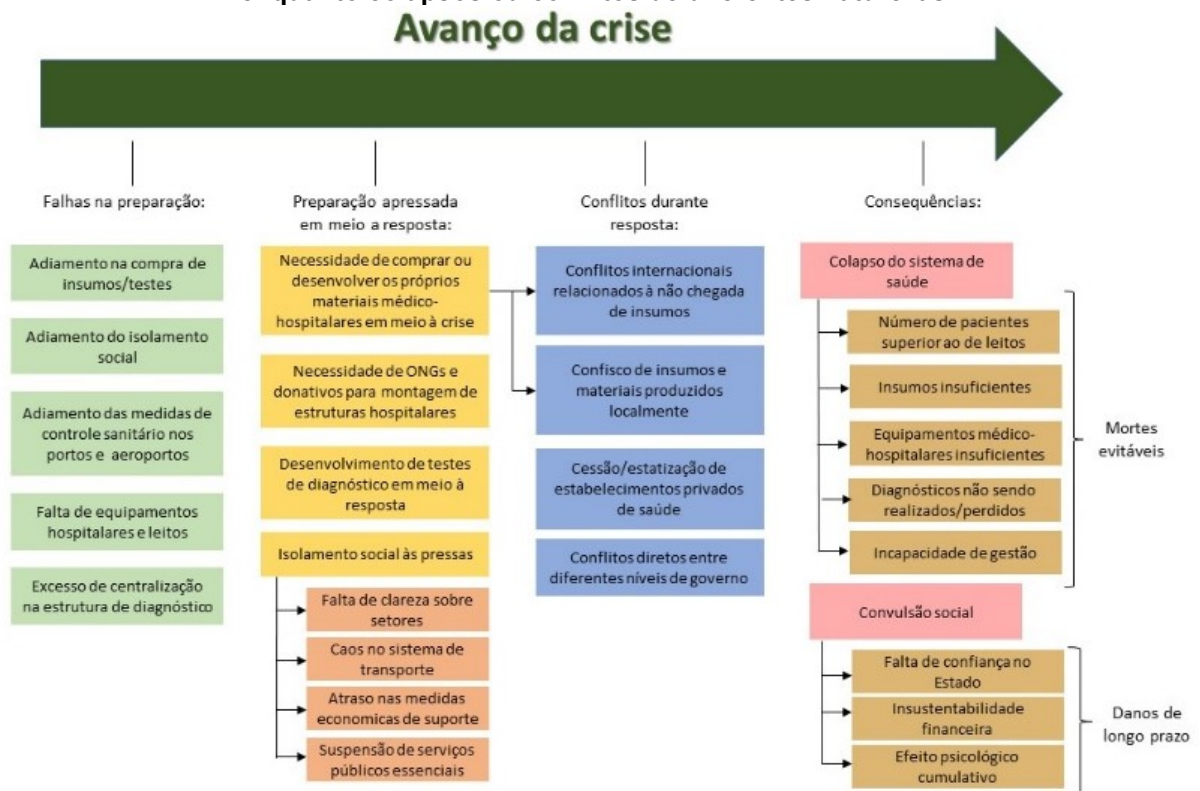 Avanço da crise
Falhas na preparação:
Adiamento na compra de
insumos/testes
Adiamento do isolamento
social
Adiamento das medidas de
controle sanitário nos
portos e aeroportos
Falta de equipamentos
hospitalares e leitos
Excesso de centralização
na estrutura de diagnóstico
Preparação apressada
em meio a resposta:
Necessidade de comprar ou
desenvolver os próprios
materiais médico-
hospitalares em meio à crise
Necessidade de ONGs e
donativos para montagem de
estruturas hospitalares
Desenvolvimento de testes
de diagnóstico em meio à
resposta
Isolamento social às pressas
Falta de clareza sobre
setores
Caos no sistema de
transporte
Atraso nas medidas
economicas de suporte
Suspensão de serviços
públicos essenciais
Conflitos durante
resposta:
Conflitos internacionais
relacionados à não chegada
de insumos
Confisco de insumos e
materiais produzidos
localmente
Cessão/estatização de
estabelecimentos privados
de saúde
Conflitos diretos entre
diferentes níveis de governo
Consequências:
Colapso do sistema de
saúde
Número de pacientes
superior ao de leitos
Insumos insuficientes
Equipamentos médico-
hospitalares insuficientes
Diagnósticos não sendo
realizados/perdidos
Incapacidade de gestão
Mortes
evitáveis
Convulsão social
Falta de confiança no
Estado
Insustentabilidade
financeira
Efeito psicológico
cumulativo
Danos de
longo prazo